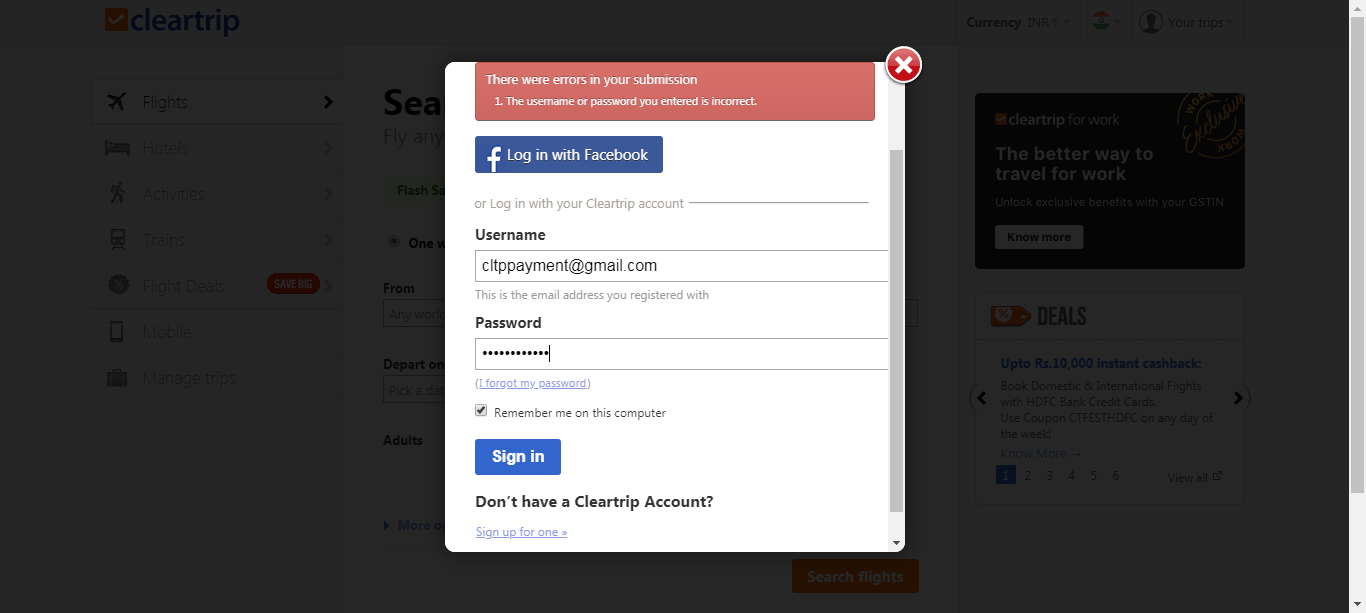 cleartrip
Currency INR ₹
Your trips
Flights
Hotels
Activities
Trains
Flight Deals SAVE BIG
Mobile
Manage trips
Sea
Fly any
Flash Sa
One w
From
Any worl
Depart on
Pick a da
Adults
More o
Search flights
There were errors in your submission
1. The username or password you entered is incorrect.
f Log in with Facebook
or Log in with your Cleartrip account
Username
cltppayment@gmail.com
This is the email address you registered with
Password
••••••••••••
(I forgot my password)
Remember me on this computer
Sign in
Don’t have a Cleartrip Account?
Sign up for one »
cleartrip for work
Exclusive
WORK
The better way to
travel for work
Unlock exclusive benefits with your GSTIN
Know more
% DEALS
Upto Rs.10,000 instant cashback:
Book Domestic & International Flights
with HDFC Bank Credit Cards.
Use Coupon CTFESTHDFC on any day of
the week!
Know More →
1 2 3 4 5 6
View all